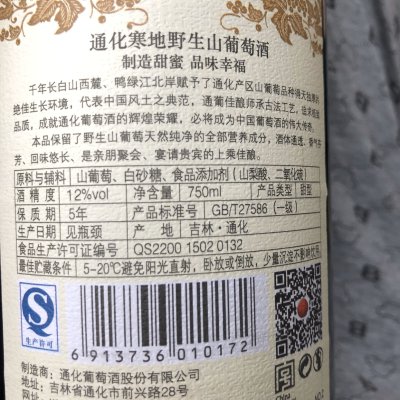 通化寒地野生山葡萄酒
制造甜蜜 品味幸福
千年长白山西麓、鸭绿江北岸赋予了通化产区山葡萄品种得天独厚的
绝佳生长环境,代表中国风土之典范,通葡佳酿师承古法工艺,追求
品质,成就通化葡萄酒的辉煌荣耀,必将成为中国葡萄酒的伟大传奇。
本品保留了野生山葡萄天然纯净的全部营养成分,酒体通透、香气
芳、回味悠长、是亲朋聚会、宴请贵宾的上乘佳酿。
原料与辅料 山葡萄、白砂糖、食品添加剂(山梨酸、二氧化硫)
酒精度 12%vol 净含量 750ml 产品类型 甜型
保质期 5年 产品标准号 GB/T27586(一级)
生产日期 见瓶颈 产地 吉林·通化
食品生产许可证编号 QS2200 1502 0132
最佳贮藏条件 5-20℃避免阳光直射,卧放或倒放,少量沉淀不影响饮
QS
生产许可
6 913736 010172
制造商:通化葡萄酒股份有限公司
地址:吉林省通化市前兴路28号
China